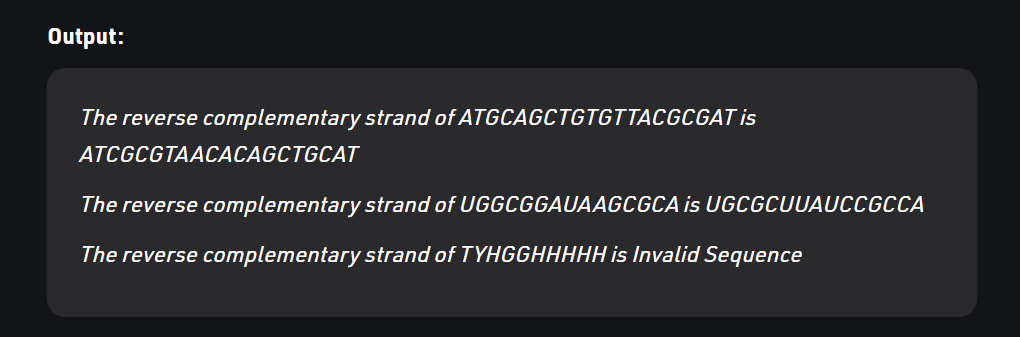 Output:
The reverse complementary strand of ATGCAGCTGTGTTACGCGAT is
ATCGCGTAACACAGCTGCAT
The reverse complementary strand of UGGCGGAUAAGCGCA is UGCGCUUAUCCGCCA
The reverse complementary strand of TYHGGHHHHH is Invalid Sequence